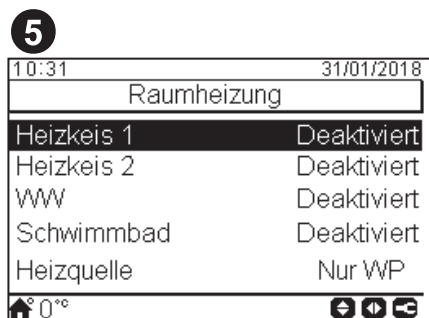 5
10:31 31/01/2018
Raumheizung
Heizkeis 1 Deaktiviert
Heizkeis 2 Deaktiviert
WW Deaktiviert
Schwimmbad Deaktiviert
Heizquelle Nur WP
0°c